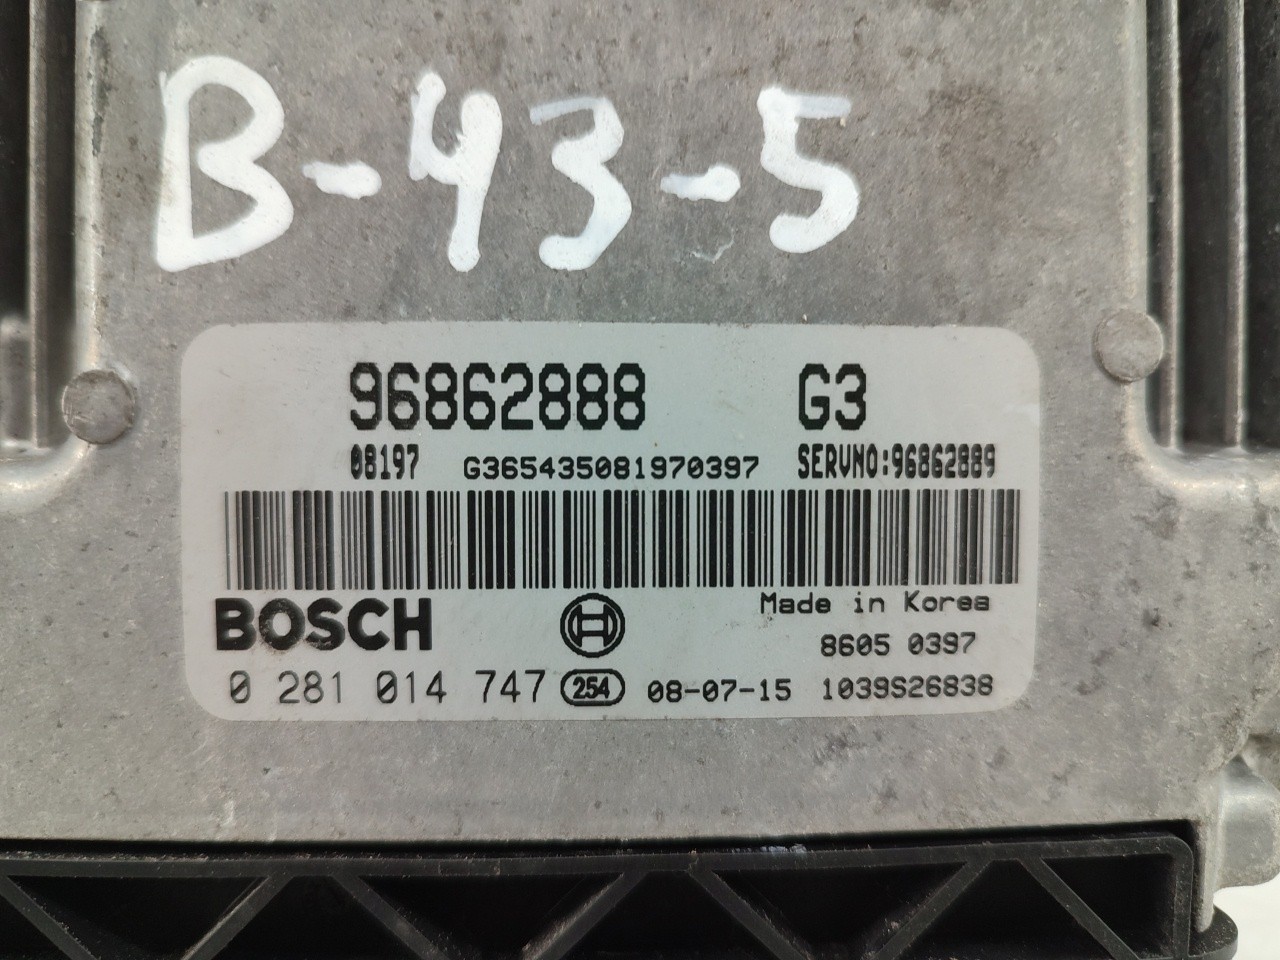 B-43-5
96862888 G3
08197 G365435081970397 SERVNO:96862889
BOSCH Made in Korea
8605 0397
0 281 014 747 254 08-07-15 1039S26838